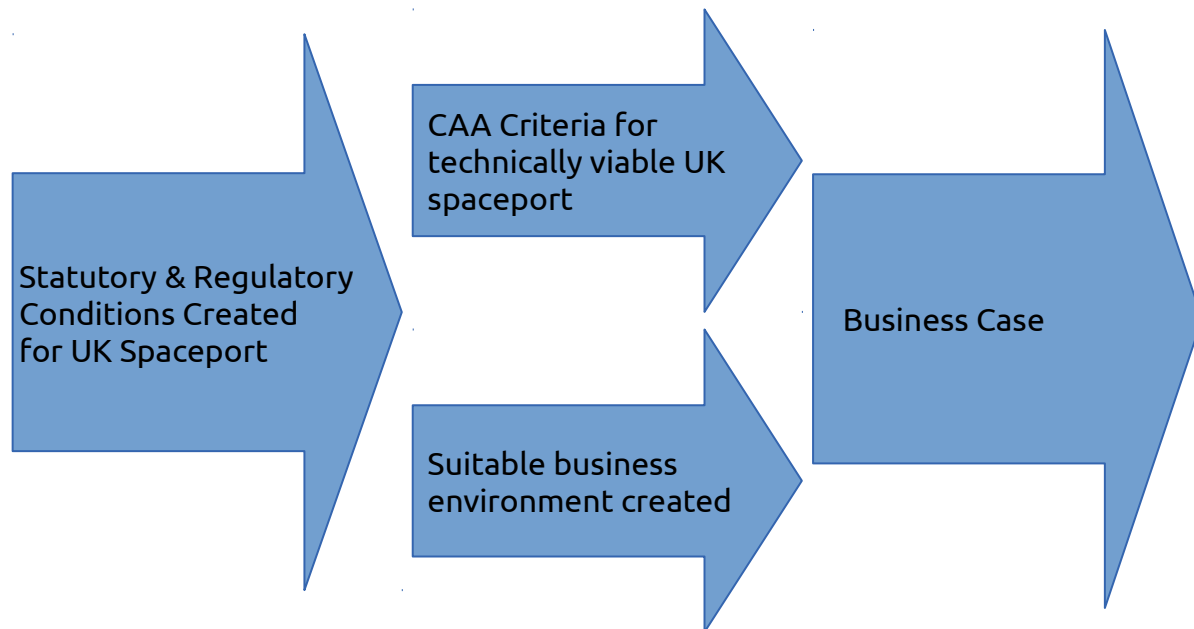 Statutory & Regulatory
Conditions Created
for UK Spaceport
CAA Criteria for
technically viable UK
spaceport
Suitable business
environment created
Business Case